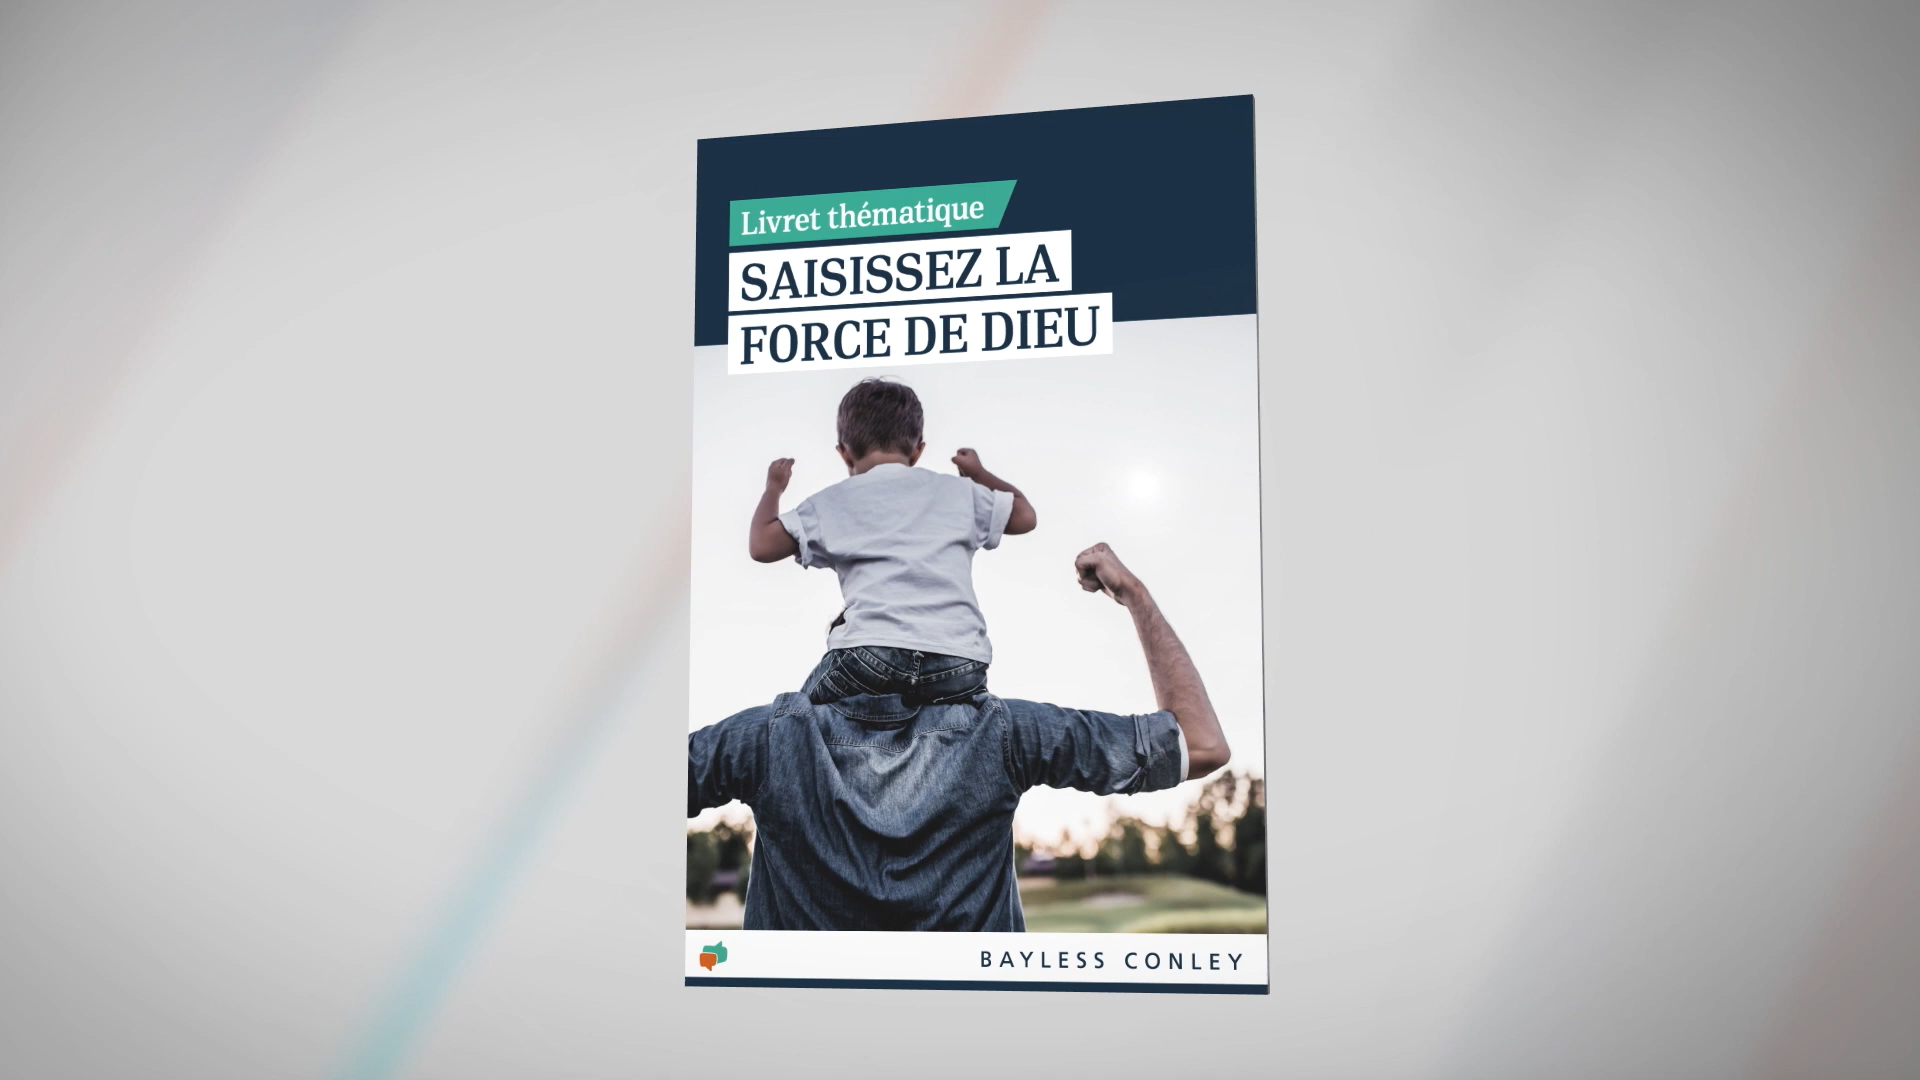 Livret thématique
SAISISSEZ LA
FORCE DE DIEU
BAYLESS CONLEY